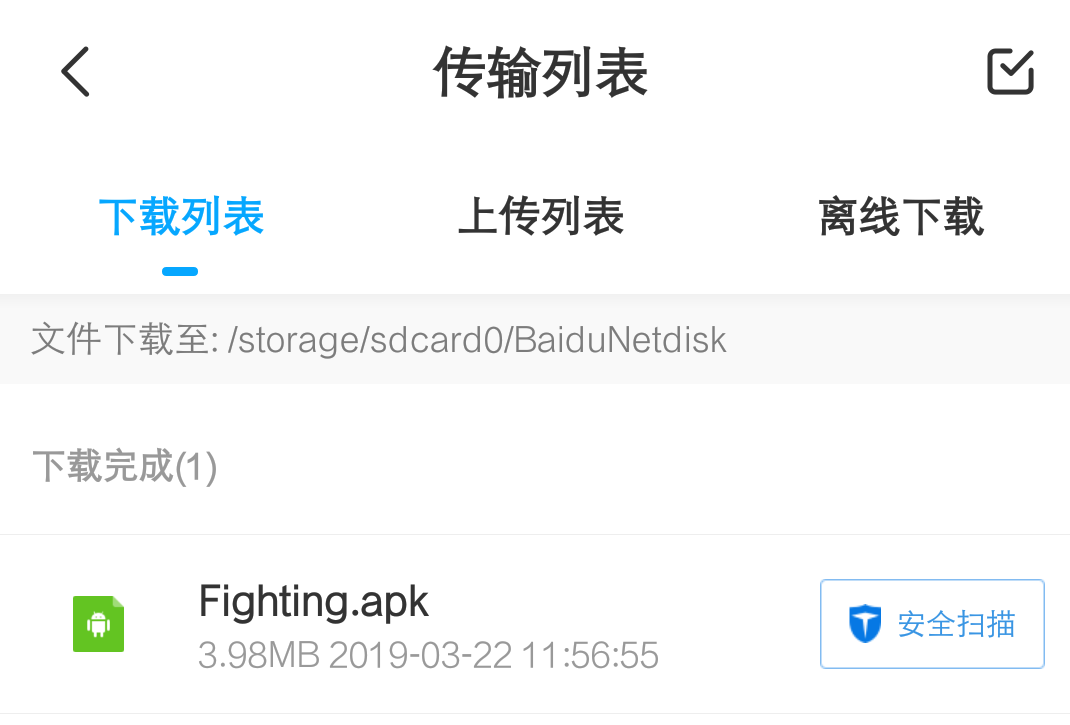 传输列表
下载列表 上传列表 离线下载
文件下载至: /storage/sdcard0/BaiduNetdisk
下载完成(1)
Fighting.apk
3.98MB 2019-03-22 11:56:55
安全扫描